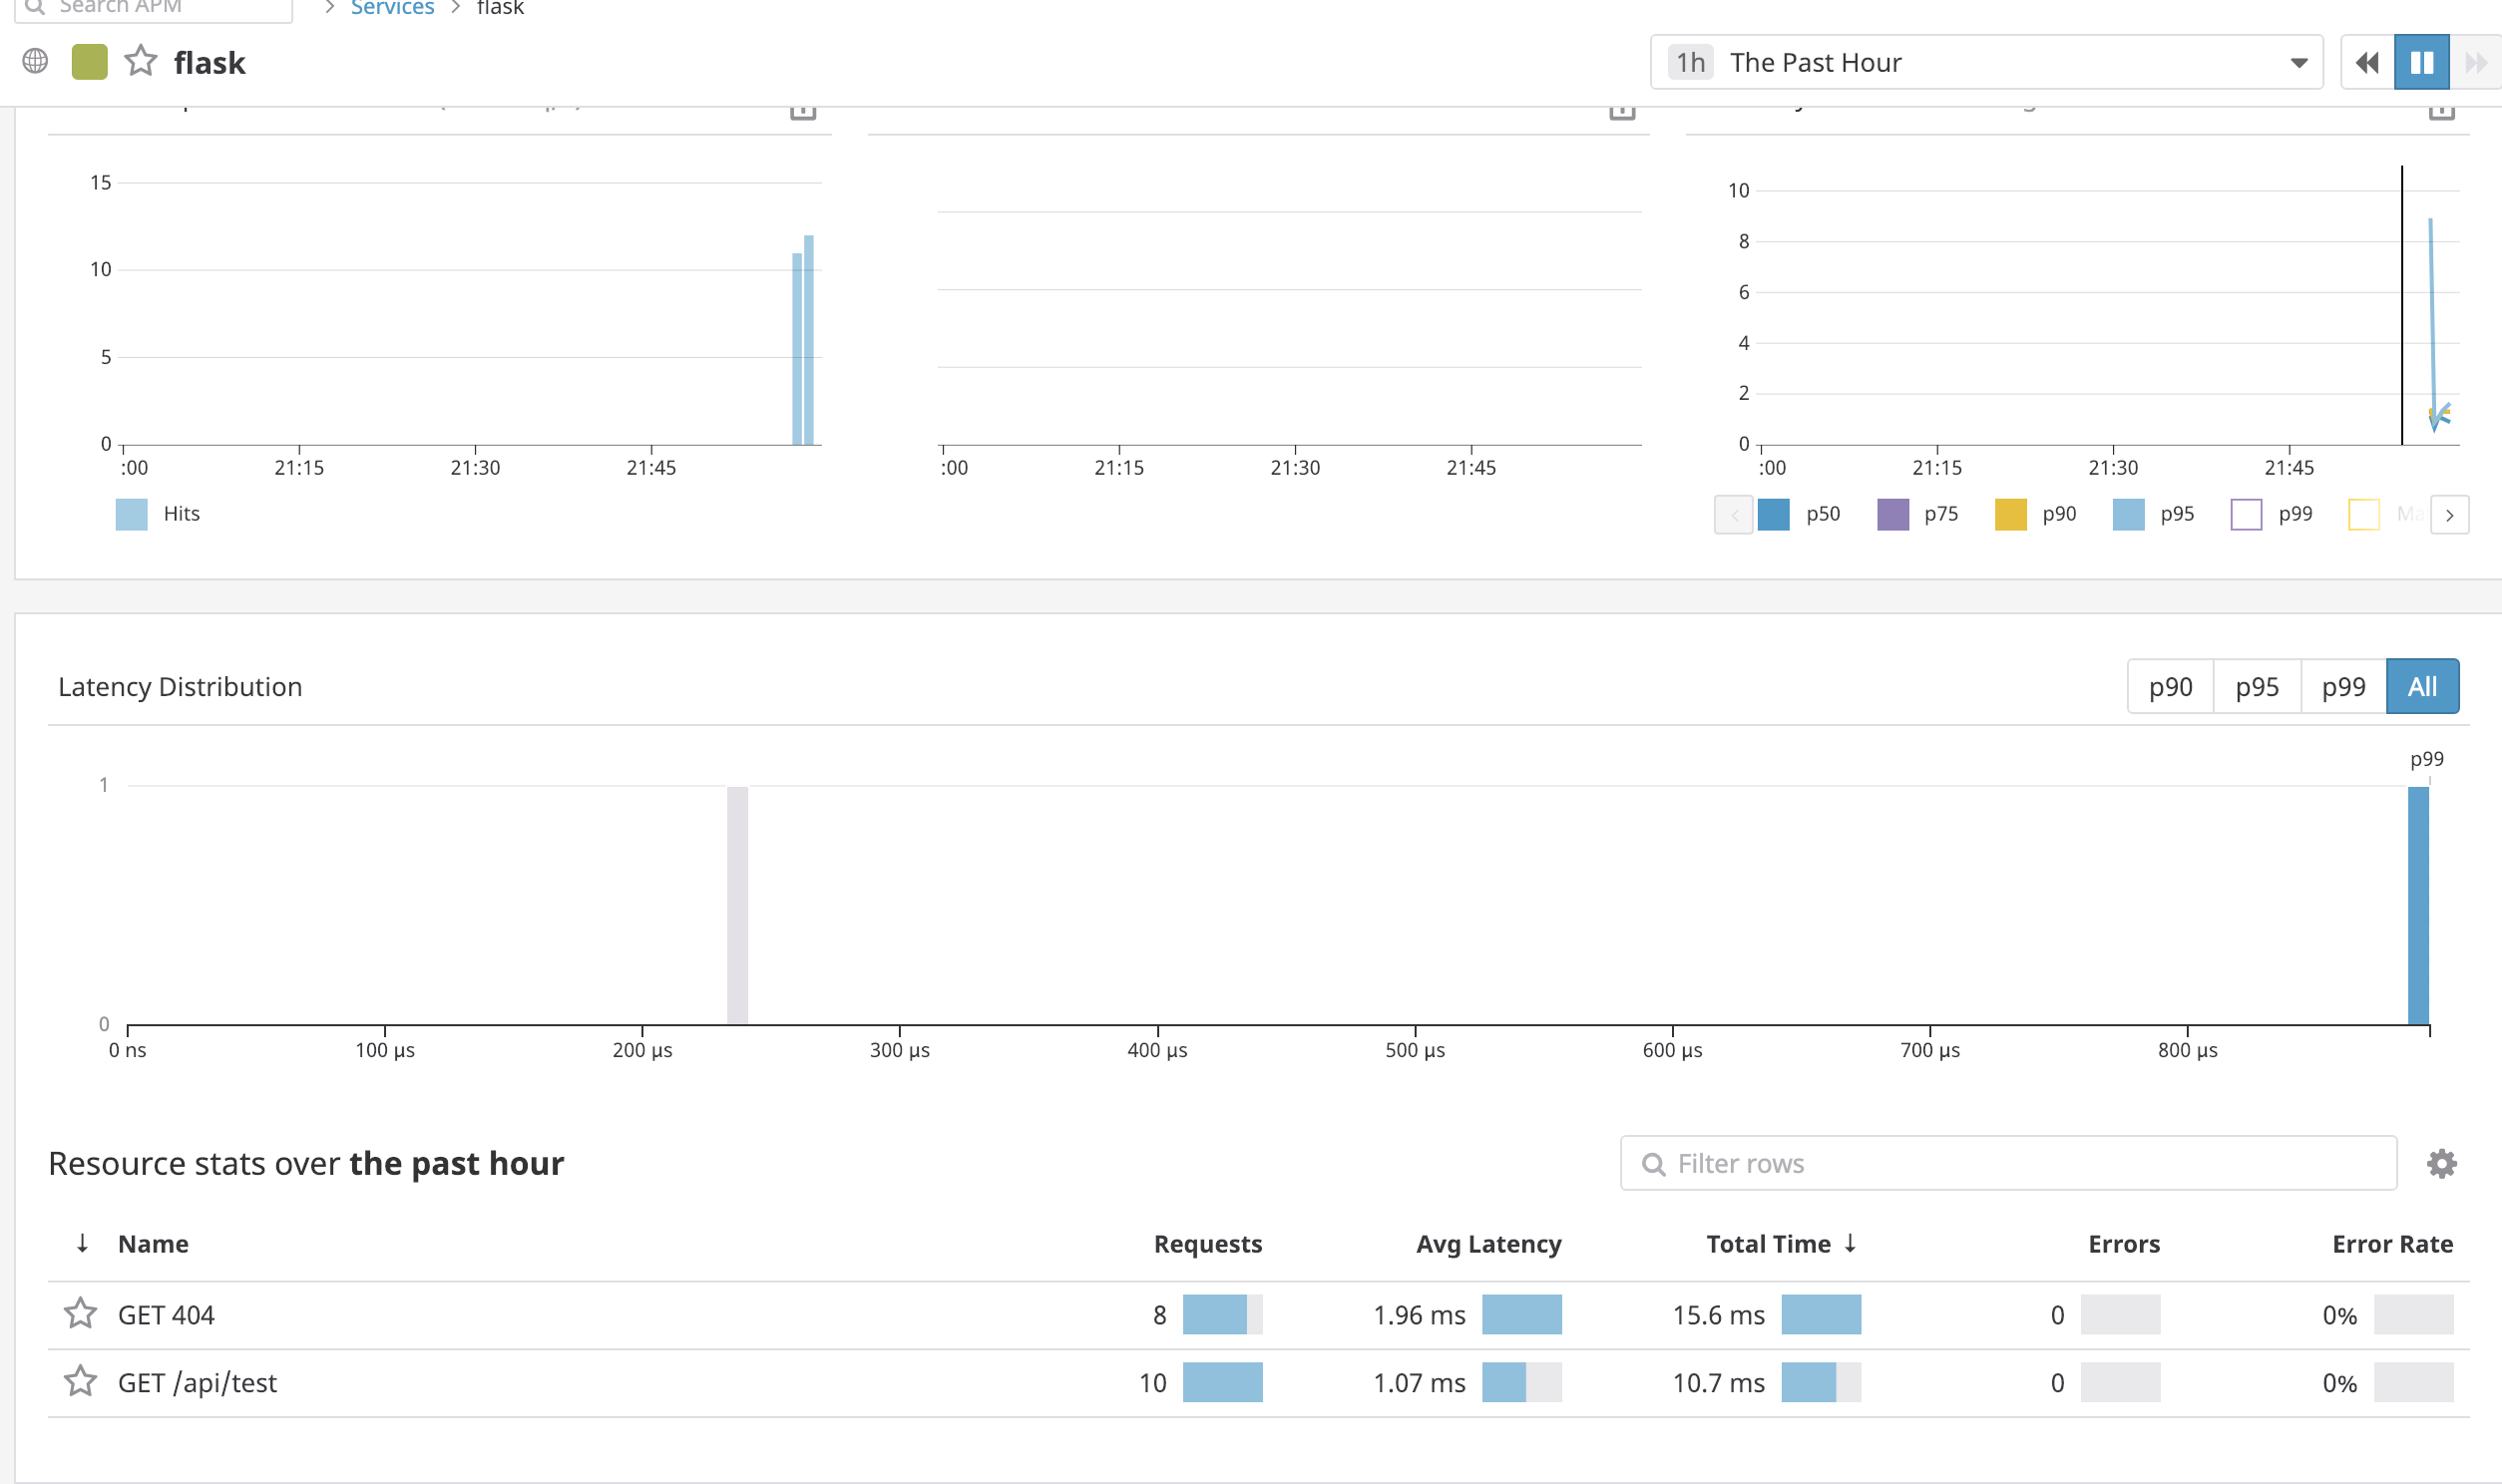 Search APM > Services > flask
flask
1h The Past Hour
15
10
5
0
:00 21:15 21:30 21:45
Hits
:00 21:15 21:30 21:45
10
8
6
4
2
0
:00 21:15 21:30 21:45
p50 p75 p90 p95 p99
Latency Distribution
p90 p95 p99 All
p99
1
0
0 ns 100 μs 200 μs 300 μs 400 μs 500 μs 600 μs 700 μs 800 μs
Resource stats over the past hour
Filter rows
↓ Name Requests Avg Latency Total Time ↓ Errors Error Rate
GET 404 8 1.96 ms 15.6 ms 0 0%
GET /api/test 10 1.07 ms 10.7 ms 0 0%